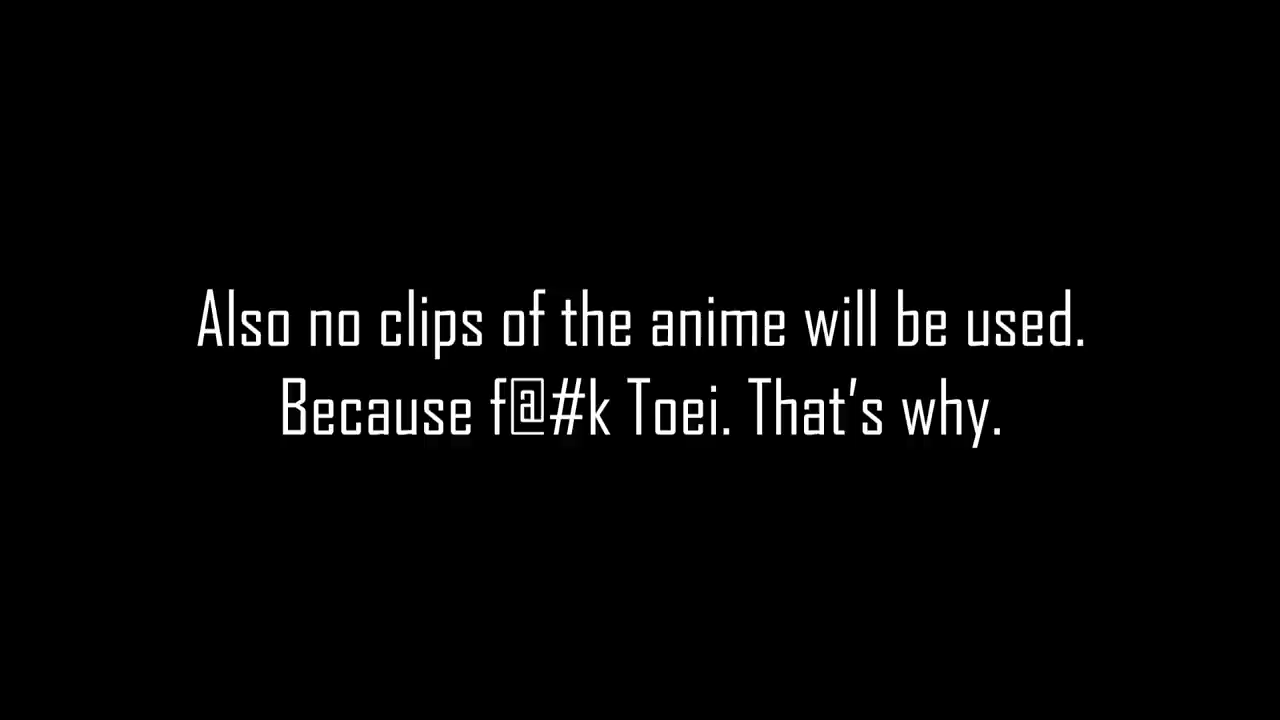 Also no clips of the anime will be used.
Because f@#k Toei. That's why.